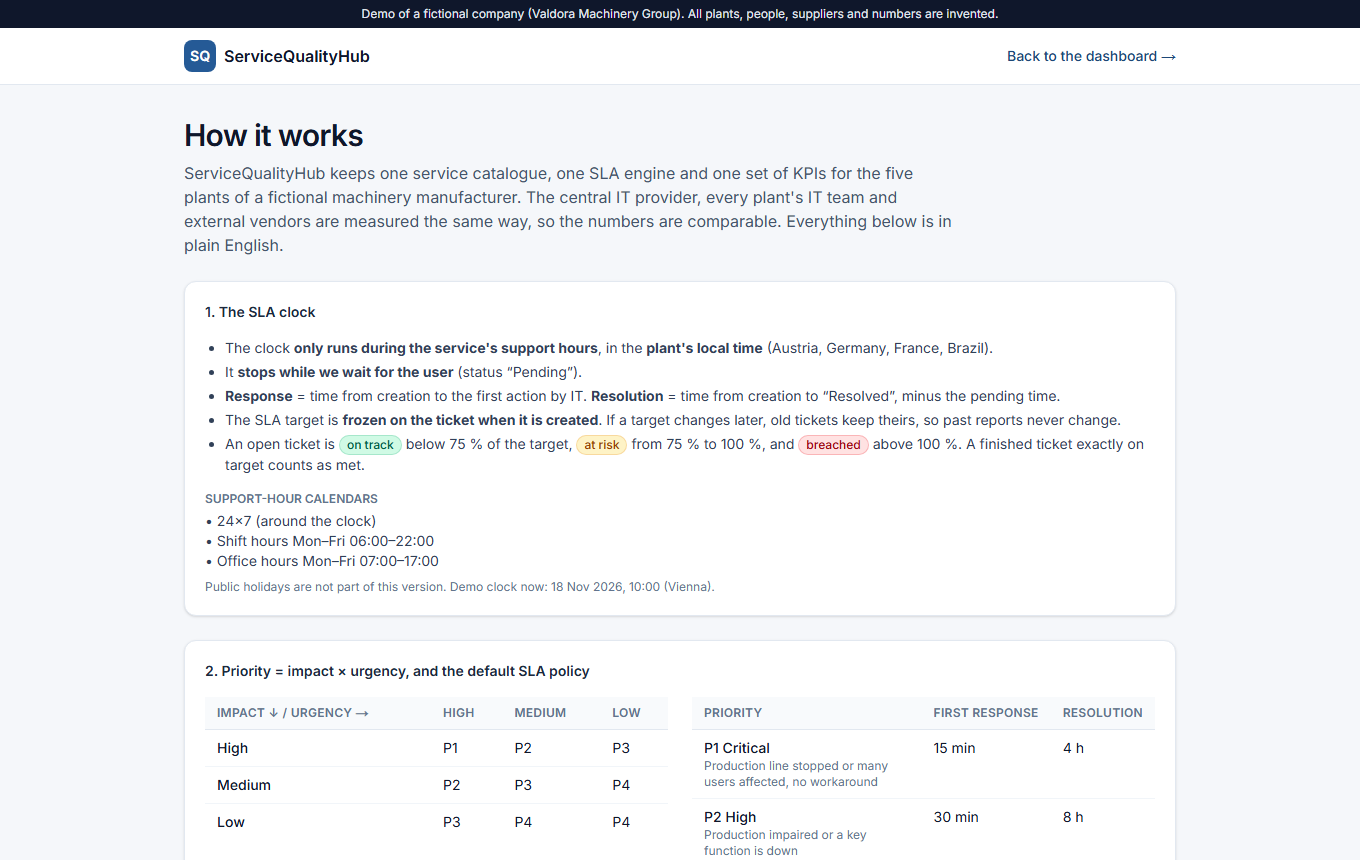 Demo of a fictional company (Valdora Machinery Group). All plants, people, suppliers and numbers are invented.
SQ ServiceQualityHub
Back to the dashboard →
How it works
ServiceQualityHub keeps one service catalogue, one SLA engine and one set of KPIs for the five
plants of a fictional machinery manufacturer. The central IT provider, every plant's IT team and
external vendors are measured the same way, so the numbers are comparable. Everything below is in
plain English.
1. The SLA clock
• The clock only runs during the service's support hours, in the plant's local time (Austria, Germany, France, Brazil).
• It stops while we wait for the user (status “Pending”).
• Response = time from creation to the first action by IT. Resolution = time from creation to “Resolved”, minus the pending time.
• The SLA target is frozen on the ticket when it is created. If a target changes later, old tickets keep theirs, so past reports never change.
• An open ticket is on track below 75 % of the target, at risk from 75 % to 100 %, and breached above 100 %. A finished ticket exactly on
target counts as met.
SUPPORT-HOUR CALENDARS
• 24×7 (around the clock)
• Shift hours Mon–Fri 06:00–22:00
• Office hours Mon–Fri 07:00–17:00
Public holidays are not part of this version. Demo clock now: 18 Nov 2026, 10:00 (Vienna).
2. Priority = impact × urgency, and the default SLA policy
IMPACT ↓ / URGENCY → HIGH MEDIUM LOW
High P1 P2 P3
Medium P2 P3 P4
Low P3 P4 P4
PRIORITY FIRST RESPONSE RESOLUTION
P1 Critical 15 min 4 h
Production line stopped or many
users affected, no workaround
P2 High 30 min 8 h
Production impaired or a key
function is down